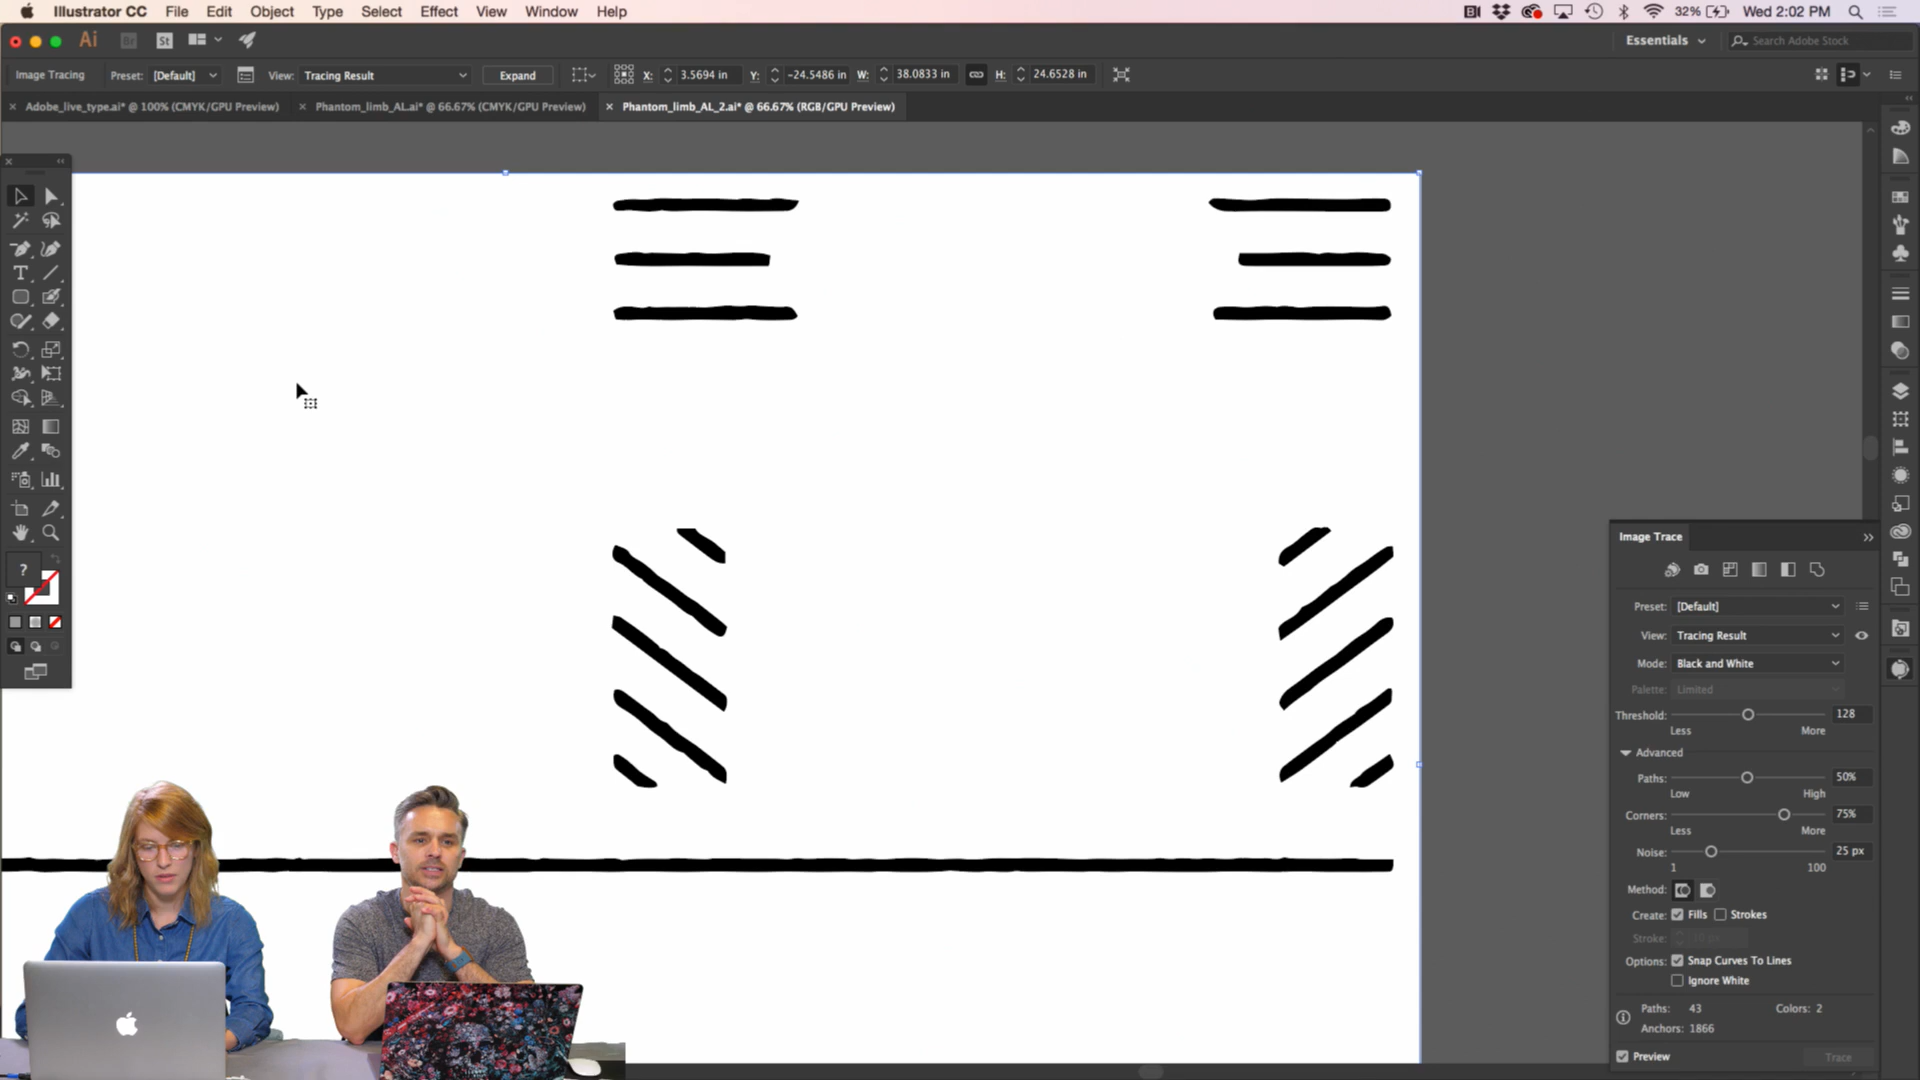 Illustrator CC File Edit Object Type Select Effect View Window Help 32% Wed 2:02 PM
Ai Br St Essentials Search Adobe Stock
Image Tracing Preset: [Default] View: Tracing Result Expand X: 3.5694 in Y: -24.5486 in W: 38.0833 in H: 24.6528 in
Adobe_live_type.ai* @ 100% (CMYK/GPU Preview) Phantom_limb_AL.ai* @ 66.67% (CMYK/GPU Preview) Phantom_limb_AL_2.ai* @ 66.67% (RGB/GPU Preview)
T
?
Image Trace
Preset: [Default]
View: Tracing Result
Mode: Black and White
Palette: Limited
Threshold: 128
Less More
Advanced
Paths: 50%
Low High
Corners: 75%
Less More
Noise: 25 px
1 100
Method:
Create: Fills Strokes
Stroke:
Options: Snap Curves To Lines
Ignore White
Paths: 43 Colors: 2
Anchors: 1866
Preview Trace